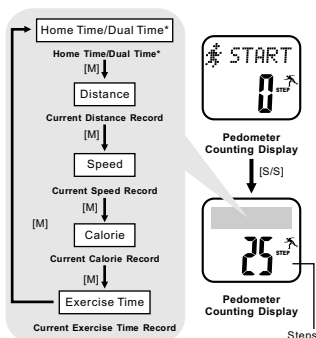 Home Time/Dual Time*
Home Time/Dual Time*
[M]
Distance
Current Distance Record
[M]
Speed
Current Speed Record
[M]
[M]
Calorie
Current Calorie Record
[M]
Exercise Time
Current Exercise Time Record
START
0
STEP
Pedometer
Counting Display
[S/S]
25
STEP
Pedometer
Counting Display
Steps